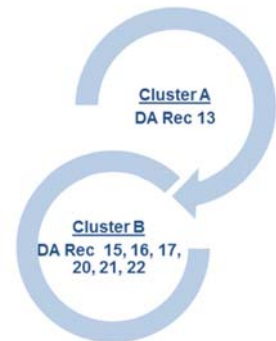 Cluster A
DA Rec 13
Cluster B
DA Rec 15, 16, 17,
20, 21, 22